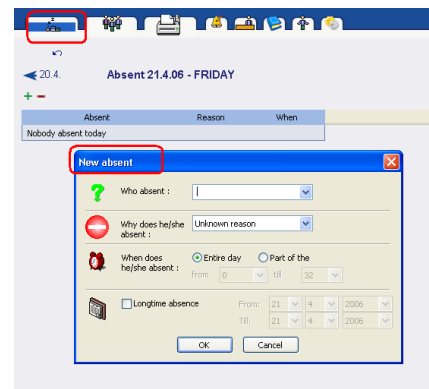 z
20.4.
Absent 21.4.06 - FRIDAY
Absent Reason When
Nobody absent today
New absent
Who absent :
Why does he/she absent :
Unknown reason
When does he/she absent :
Entire day Part of the
from 0 till 32
Longtime absence From: 21 4 2006
Till: 21 4 2006
OK Cancel